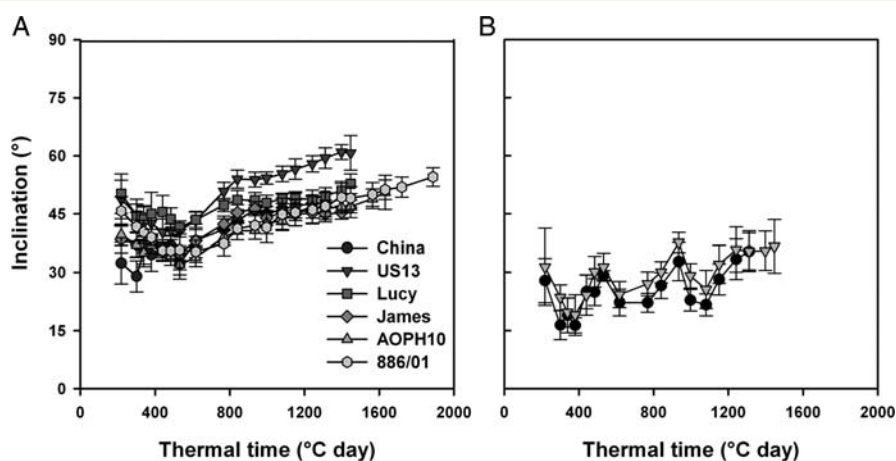 A
B
Inclination (°)
90
75
60
45
30
15
0
China
US13
Lucy
James
AOPH10
886/01
0 400 800 1200 1600 2000
0 400 800 1200 1600 2000
Thermal time (°C day)
Thermal time (°C day)